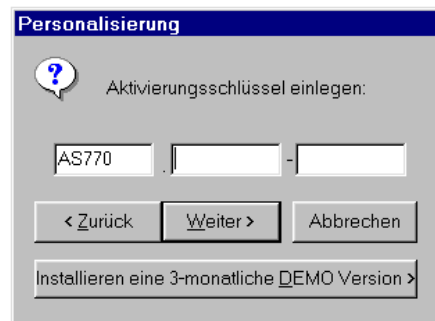 Personalisierung
Aktivierungsschlüssel einlegen:
AS770 . -
< Zurück Weiter > Abbrechen
Installieren eine 3-monatliche DEMO Version >